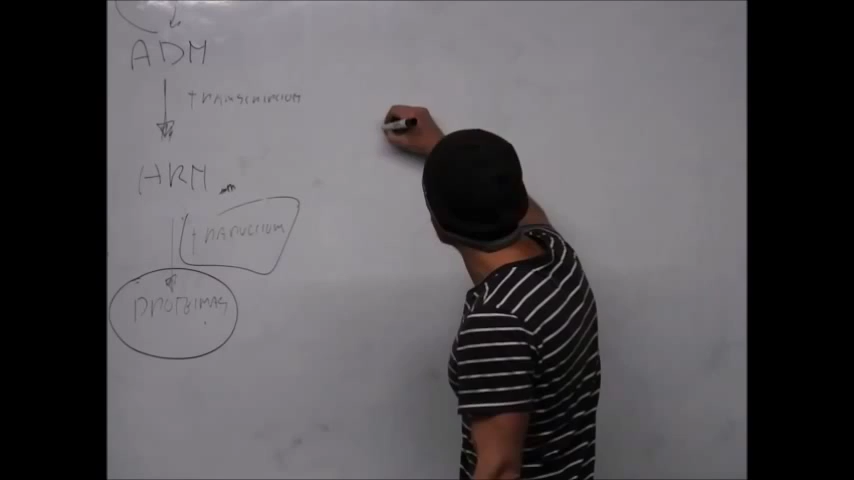 ADN
transcripcion
ARN
traduccion
PROTEINAS